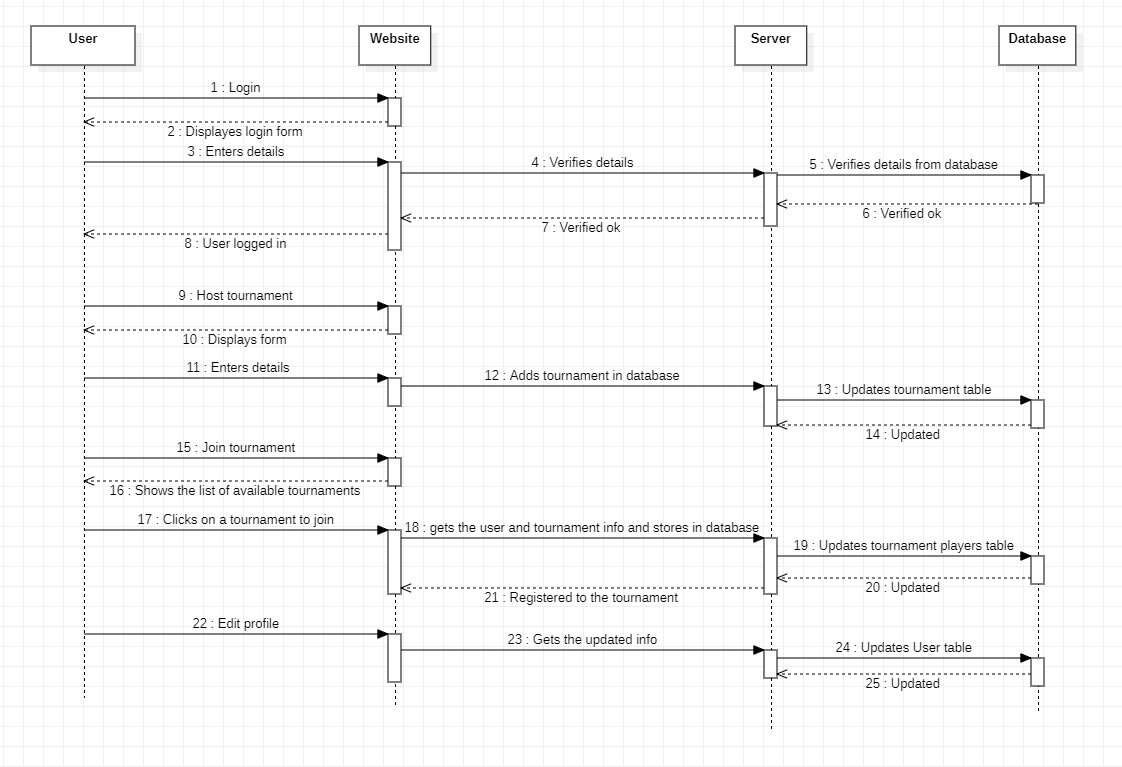 User
Website
Server
Database
1 : Login
2 : Displayes login form
3 : Enters details
4 : Verifies details
5 : Verifies details from database
6 : Verified ok
7 : Verified ok
8 : User logged in
9 : Host tournament
10 : Displays form
11 : Enters details
12 : Adds tournament in database
13 : Updates tournament table
14 : Updated
15 : Join tournament
16 : Shows the list of available tournaments
17 : Clicks on a tournament to join
18 : gets the user and tournament info and stores in database
19 : Updates tournament players table
20 : Updated
21 : Registered to the tournament
22 : Edit profile
23 : Gets the updated info
24 : Updates User table
25 : Updated